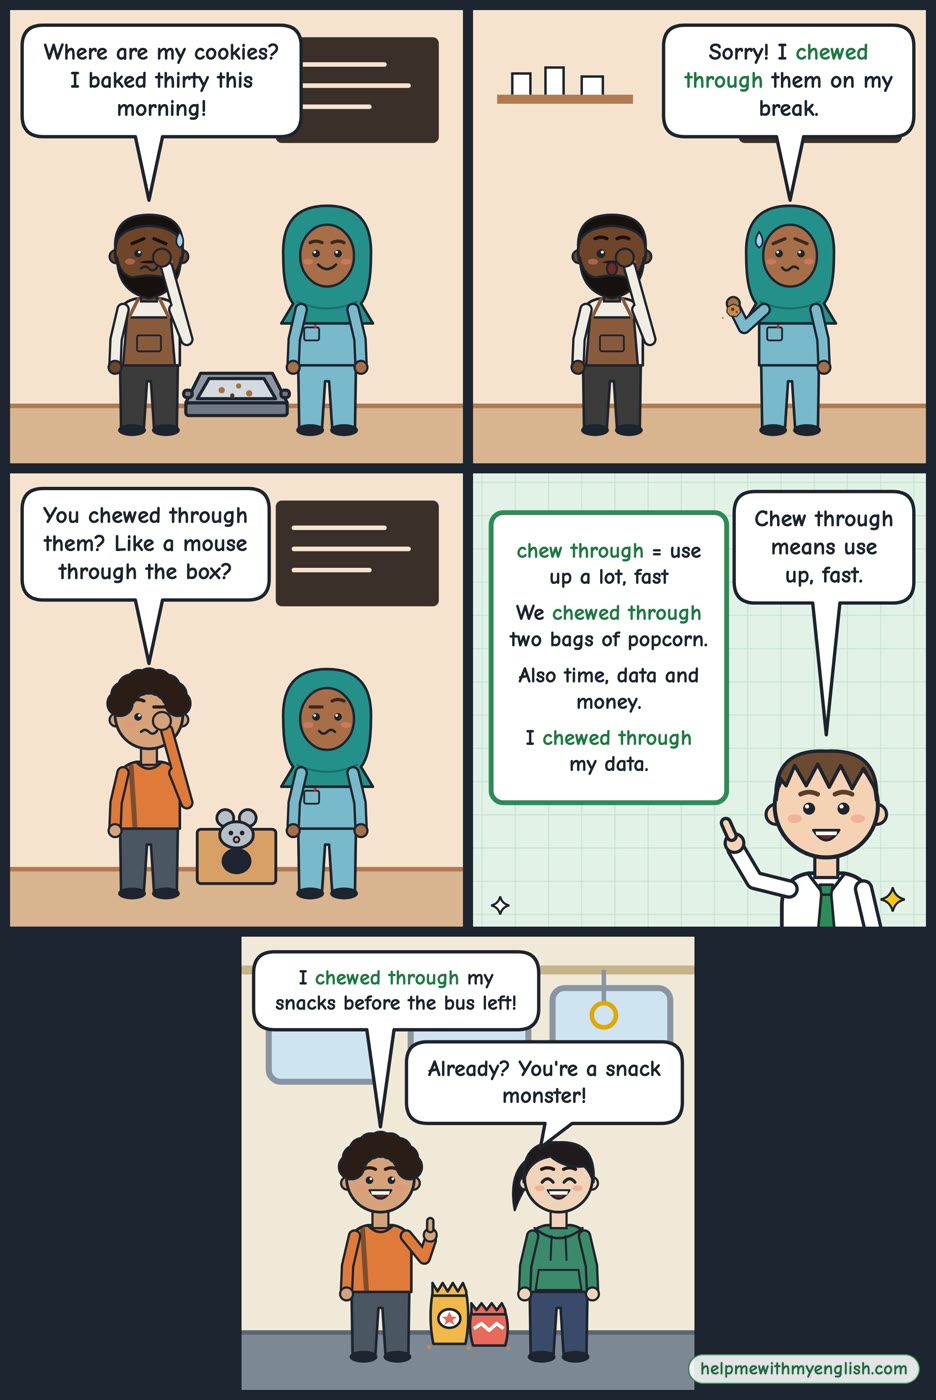 Where are my cookies?
I baked thirty this
morning!
Sorry! I chewed
through them on my
break.
You chewed through
them? Like a mouse
through the box?
chew through = use
up a lot, fast
We chewed through
two bags of popcorn.
Also time, data and
money.
I chewed through
my data.
Chew through
means use
up, fast.
I chewed through my
snacks before the bus left!
Already? You're a snack
monster!
helpmewithmyenglish.com